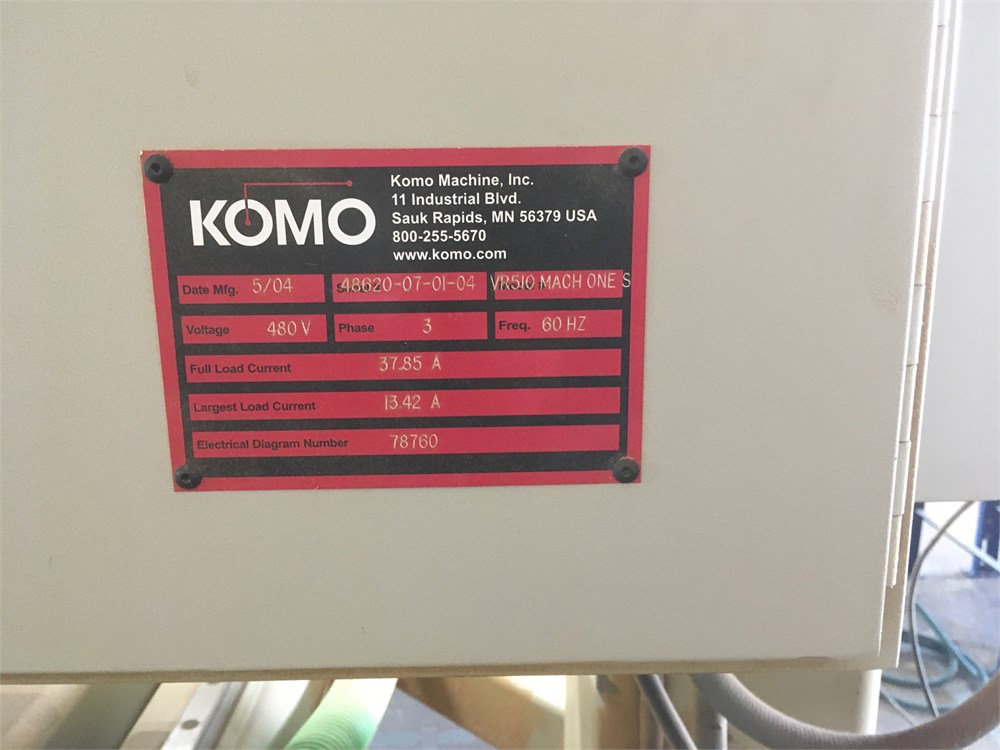 KOMO
Komo Machine, Inc.
11 Industrial Blvd.
Sauk Rapids, MN 56379 USA
800-255-5670
www.komo.com
Date Mfg. 5/04 48620-07-01-04 VR510 MACH ONE S
Voltage 480 V Phase 3 Freq. 60 HZ
Full Load Current 37.85 A
Largest Load Current 13.42 A
Electrical Diagram Number 78760